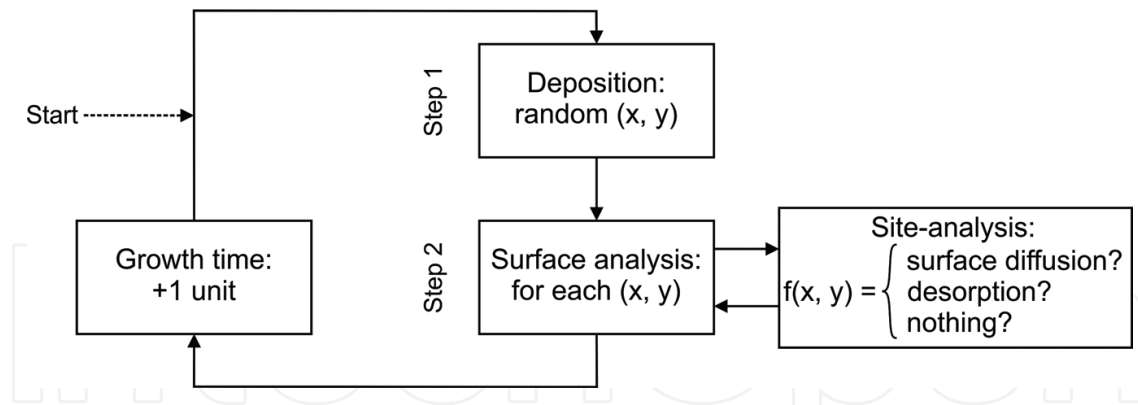 Start
Step 1
Deposition:
random (x, y)
Step 2
Surface analysis:
for each (x, y)
Site-analysis:
f(x, y) =
surface diffusion?
desorption?
nothing?
Growth time:
+1 unit